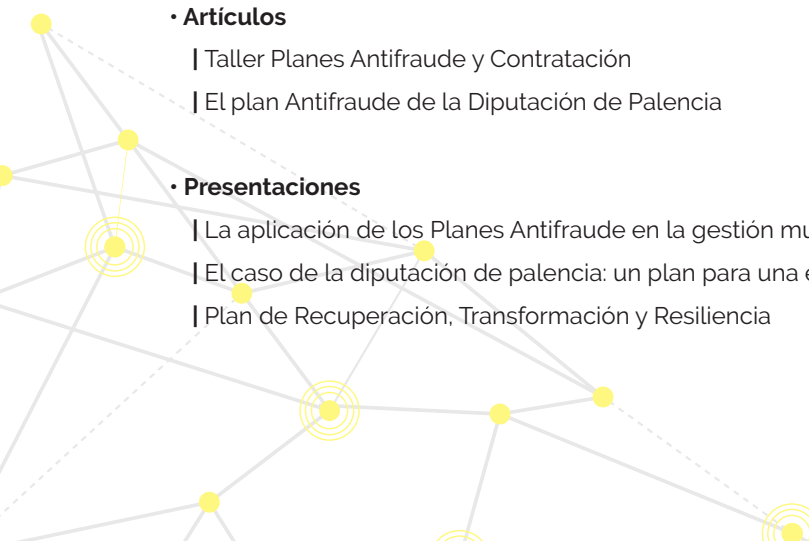 • Artículos
| Taller Planes Antifraude y Contratación
| El plan Antifraude de la Diputación de Palencia
• Presentaciones
| La aplicación de los Planes Antifraude en la gestión
| El caso de la diputación de palencia: un plan para una
| Plan de Recuperación, Transformación y Resiliencia